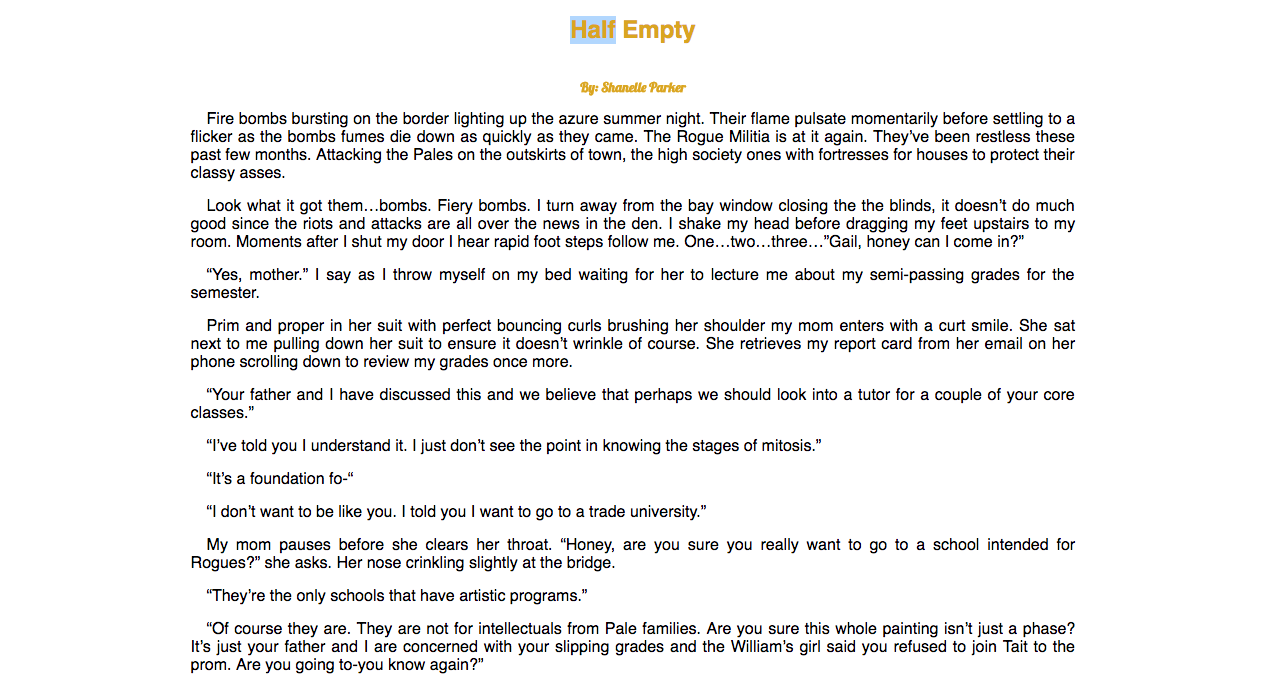 Half Empty
By: Shanelle Parker
Fire bombs bursting on the border lighting up the azure summer night. Their flame pulsate momentarily before settling to a
flicker as the bombs fumes die down as quickly as they came. The Rogue Militia is at it again. They’ve been restless these
past few months. Attacking the Pales on the outskirts of town, the high society ones with fortresses for houses to protect their
classy asses.
Look what it got them…bombs. Fiery bombs. I turn away from the bay window closing the the blinds, it doesn’t do much
good since the riots and attacks are all over the news in the den. I shake my head before dragging my feet upstairs to my
room. Moments after I shut my door I hear rapid foot steps follow me. One…two…three…”Gail, honey can I come in?”
“Yes, mother.” I say as I throw myself on my bed waiting for her to lecture me about my semi-passing grades for the
semester.
Prim and proper in her suit with perfect bouncing curls brushing her shoulder my mom enters with a curt smile. She sat
next to me pulling down her suit to ensure it doesn’t wrinkle of course. She retrieves my report card from her email on her
phone scrolling down to review my grades once more.
“Your father and I have discussed this and we believe that perhaps we should look into a tutor for a couple of your core
classes.”
“I’ve told you I understand it. I just don’t see the point in knowing the stages of mitosis.”
“It’s a foundation fo-“
“I don’t want to be like you. I told you I want to go to a trade university.”
My mom pauses before she clears her throat. “Honey, are you sure you really want to go to a school intended for
Rogues?” she asks. Her nose crinkling slightly at the bridge.
“They’re the only schools that have artistic programs.”
“Of course they are. They are not for intellectuals from Pale families. Are you sure this whole painting isn’t just a phase?
It’s just your father and I are concerned with your slipping grades and the William’s girl said you refused to join Tait to the
prom. Are you going to-you know again?”